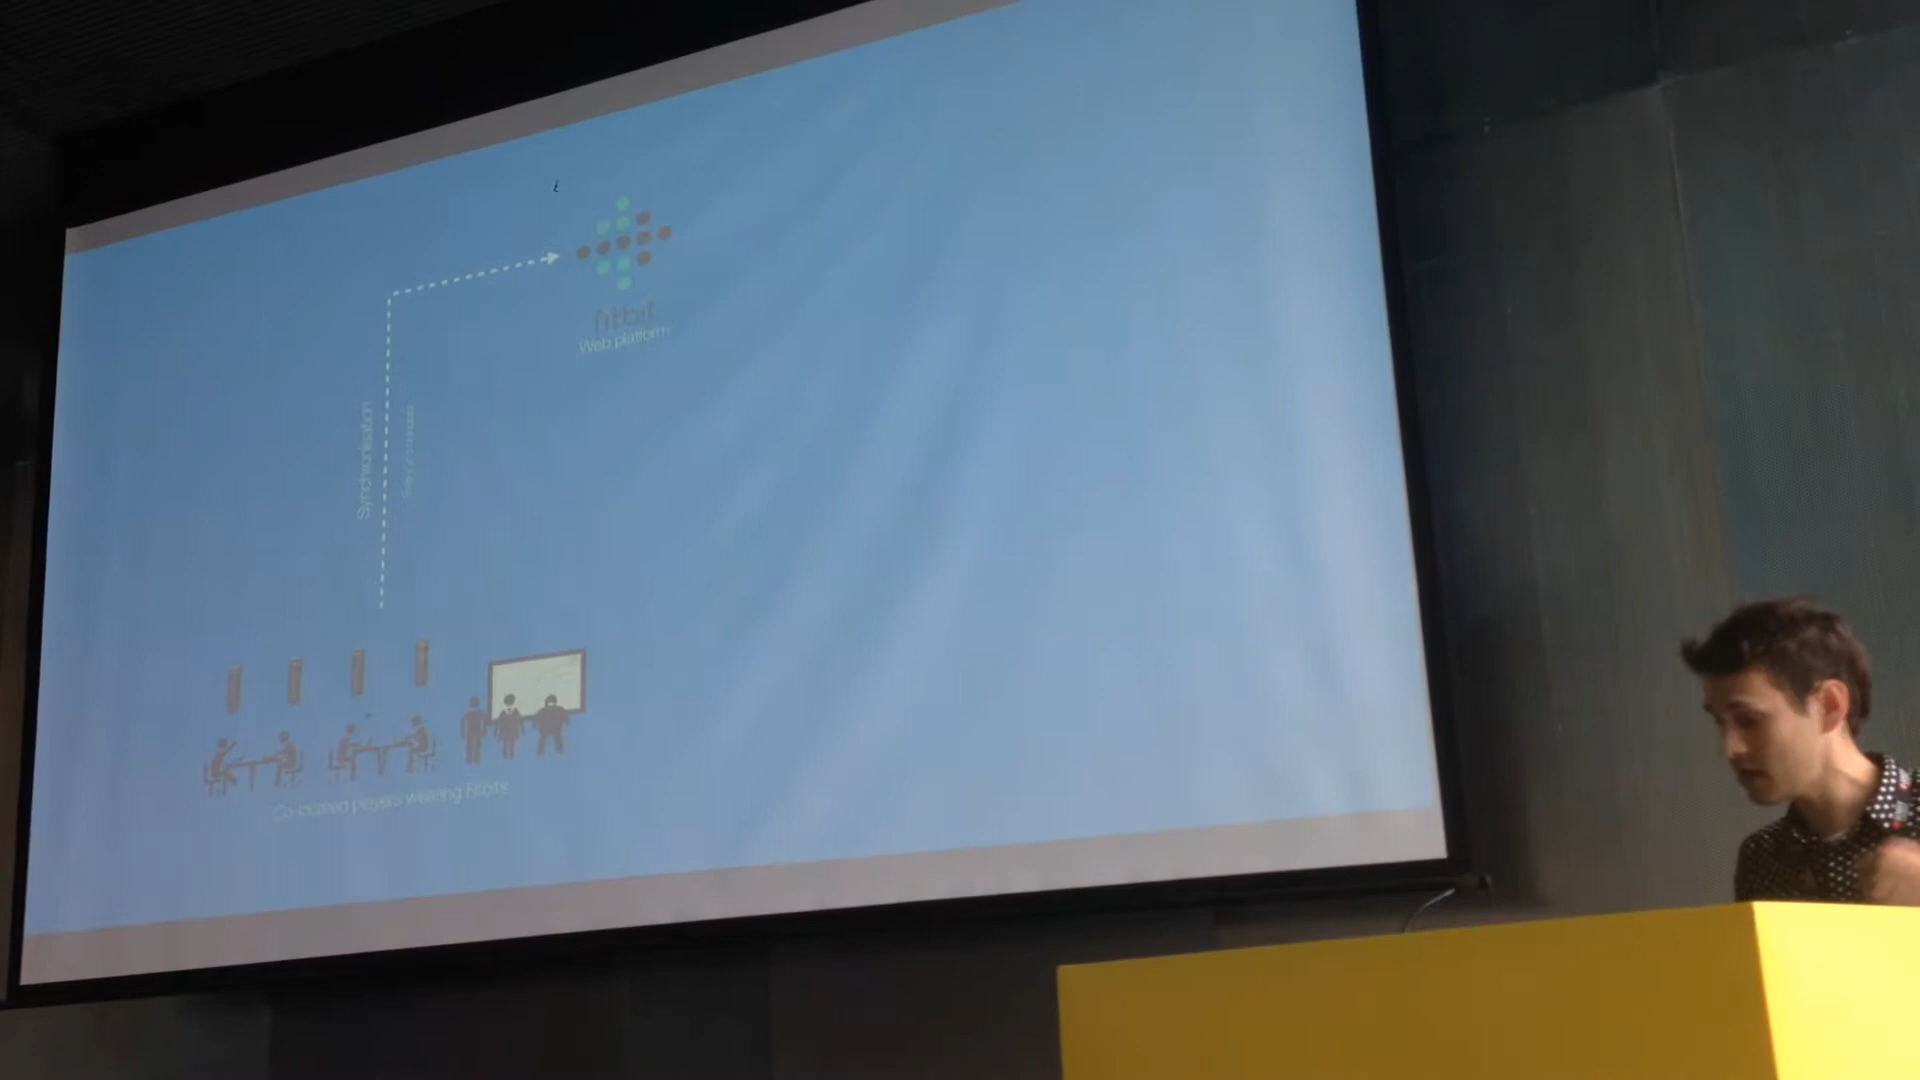 fitbit
Web platform
Synchronisation
Co-located players wearing Fitbits